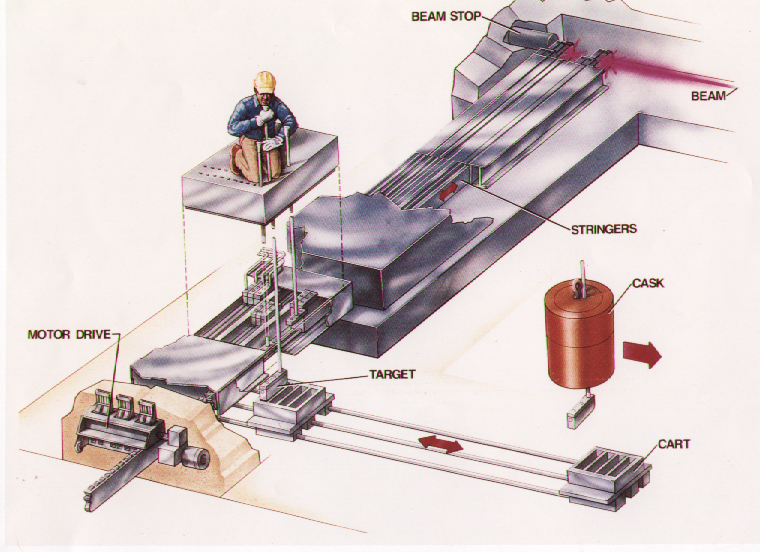 BEAM STOP
BEAM
STRINGERS
CASK
MOTOR DRIVE
TARGET
CART